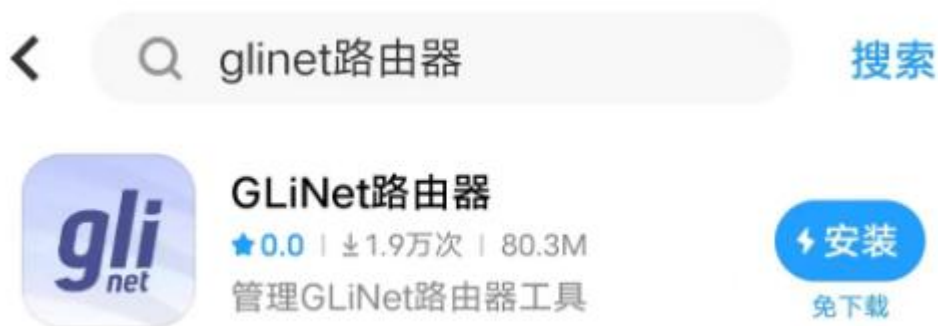 glinet路由器 搜索
gli
net
GLiNet路由器
0.0 1.9万次 80.3M
管理GLiNet路由器工具
安装
免下载